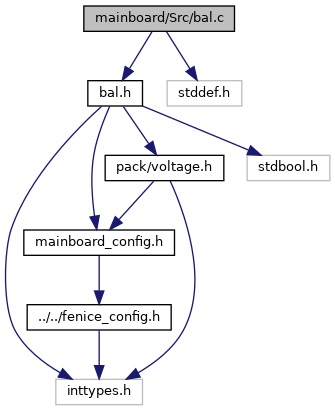 mainboard/Src/bal.c
bal.h
stddef.h
pack/voltage.h
stdbool.h
mainboard_config.h
../../fenice_config.h
inttypes.h